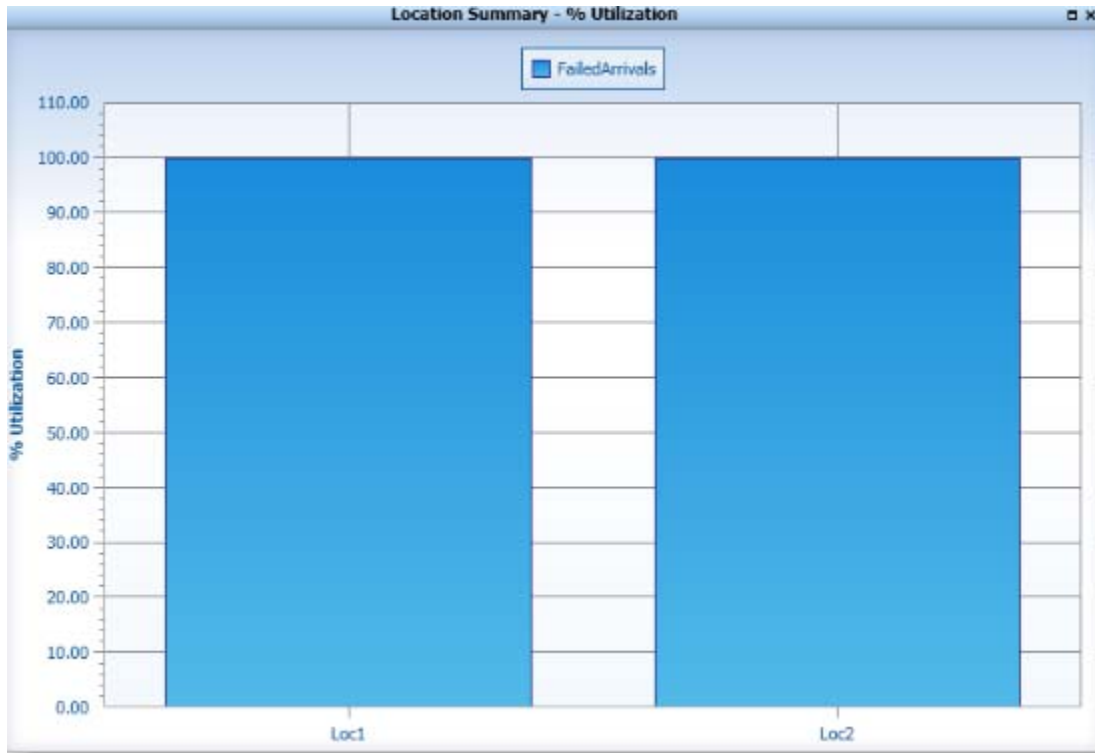 Location Summary - % Utilization
FailedArrivals
110.00
100.00
90.00
80.00
70.00
60.00
50.00
40.00
30.00
20.00
10.00
0.00
% Utilization
Loc1
Loc2